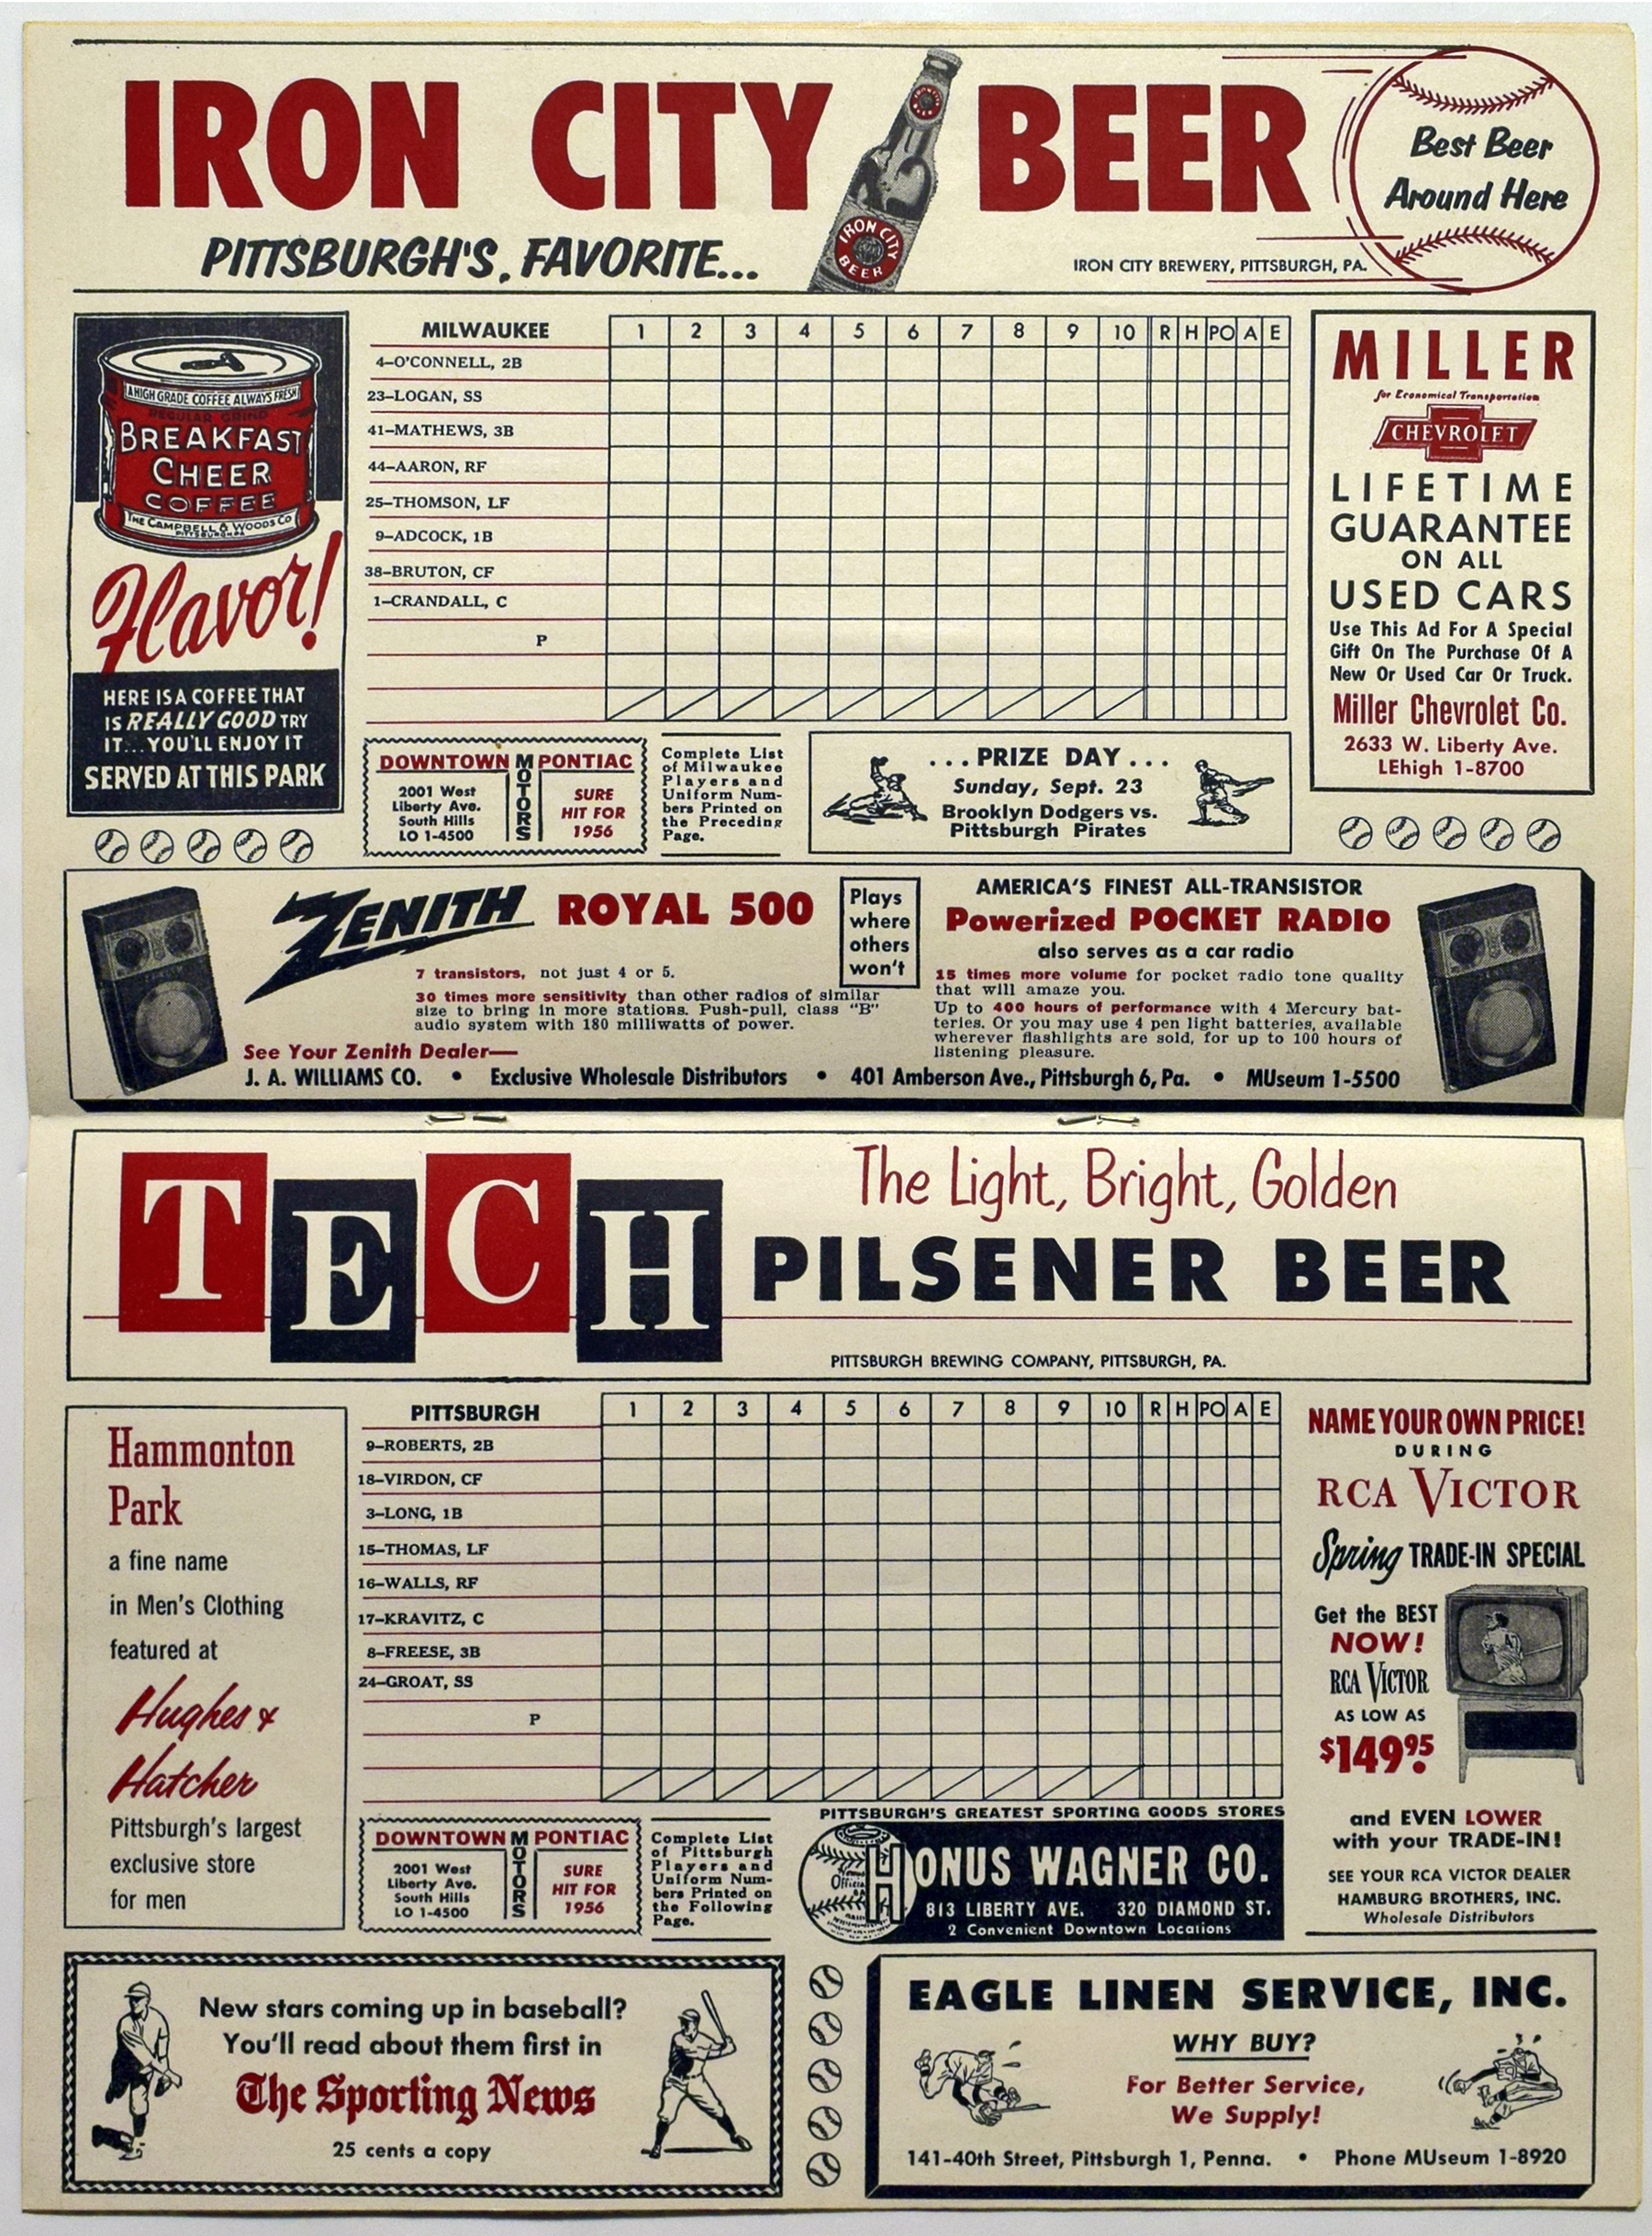 IRON CITY BEER
PITTSBURGH'S, FAVORITE...
IRON CITY BEER
IRON CITY BREWERY, PITTSBURGH, PA.
Best Beer
Around Here
A HIGH GRADE COFFEE ALWAYS FRESH
REGULAR GRIND
BREAKFAST
CHEER
COFFEE
THE CAMPBELL & WOODS CO
PITTSBURGH PA
Flavor!
HERE IS A COFFEE THAT
IS REALLY GOOD TRY
IT...YOU'LL ENJOY IT
SERVED AT THIS PARK
MILWAUKEE 1 2 3 4 5 6 7 8 9 10 R H PO A E
4–O'CONNELL, 2B
23–LOGAN, SS
41–MATHEWS, 3B
44–AARON, RF
25–THOMSON, LF
9–ADCOCK, 1B
38–BRUTON, CF
1–CRANDALL, C
P
MILLER
for Economical Transportation
CHEVROLET
LIFETIME
GUARANTEE
ON ALL
USED CARS
Use This Ad For A Special
Gift On The Purchase Of A
New Or Used Car Or Truck.
Miller Chevrolet Co.
2633 W. Liberty Ave.
LEhigh 1-8700
DOWNTOWN MOTORS PONTIAC
2001 West
Liberty Ave.
South Hills
LO 1-4500
SURE
HIT FOR
1956
Complete List
of Milwaukee
Players and
Uniform Num-
bers Printed on
the Preceding
Page.
...PRIZE DAY...
Sunday, Sept. 23
Brooklyn Dodgers vs.
Pittsburgh Pirates
ZENITH ROYAL 500
Plays
where
others
won't
7 transistors, not just 4 or 5.
30 times more sensitivity than other radios of similar
size to bring in more stations. Push-pull, class "B"
audio system with 180 milliwatts of power.
AMERICA'S FINEST ALL-TRANSISTOR
Powerized POCKET RADIO
also serves as a car radio
15 times more volume for pocket radio tone quality
that will amaze you.
Up to 400 hours of performance with 4 Mercury bat-
teries. Or you may use 4 pen light batteries, available
wherever flashlights are sold, for up to 100 hours of
listening pleasure.
See Your Zenith Dealer—
J. A. WILLIAMS CO. • Exclusive Wholesale Distributors • 401 Amberson Ave., Pittsburgh 6, Pa. • MUseum 1-5500
TECH
The Light, Bright, Golden
PILSENER BEER
PITTSBURGH BREWING COMPANY, PITTSBURGH, PA.
Hammonton
Park
a fine name
in Men's Clothing
featured at
Hughes &
Hatcher
Pittsburgh's largest
exclusive store
for men
PITTSBURGH 1 2 3 4 5 6 7 8 9 10 R H PO A E
9–ROBERTS, 2B
18–VIRDON, CF
3–LONG, 1B
15–THOMAS, LF
16–WALLS, RF
17–KRAVITZ, C
8–FREESE, 3B
24–GROAT, SS
P
NAME YOUR OWN PRICE!
DURING
RCA VICTOR
Spring TRADE-IN SPECIAL
Get the BEST
NOW!
RCA VICTOR
AS LOW AS
$149.95
and EVEN LOWER
with your TRADE-IN!
SEE YOUR RCA VICTOR DEALER
HAMBURG BROTHERS, INC.
Wholesale Distributors
DOWNTOWN MOTORS PONTIAC
2001 West
Liberty Ave.
South Hills
LO 1-4500
SURE
HIT FOR
1956
Complete List
of Pittsburgh
Players and
Uniform Num-
bers Printed on
the Following
Page.
PITTSBURGH'S GREATEST SPORTING GOODS STORES
HONUS WAGNER CO.
813 LIBERTY AVE. 320 DIAMOND ST.
2 Convenient Downtown Locations
New stars coming up in baseball?
You'll read about them first in
The Sporting News
25 cents a copy
EAGLE LINEN SERVICE, INC.
WHY BUY?
For Better Service,
We Supply!
141-40th Street, Pittsburgh 1, Penna. • Phone MUseum 1-8920